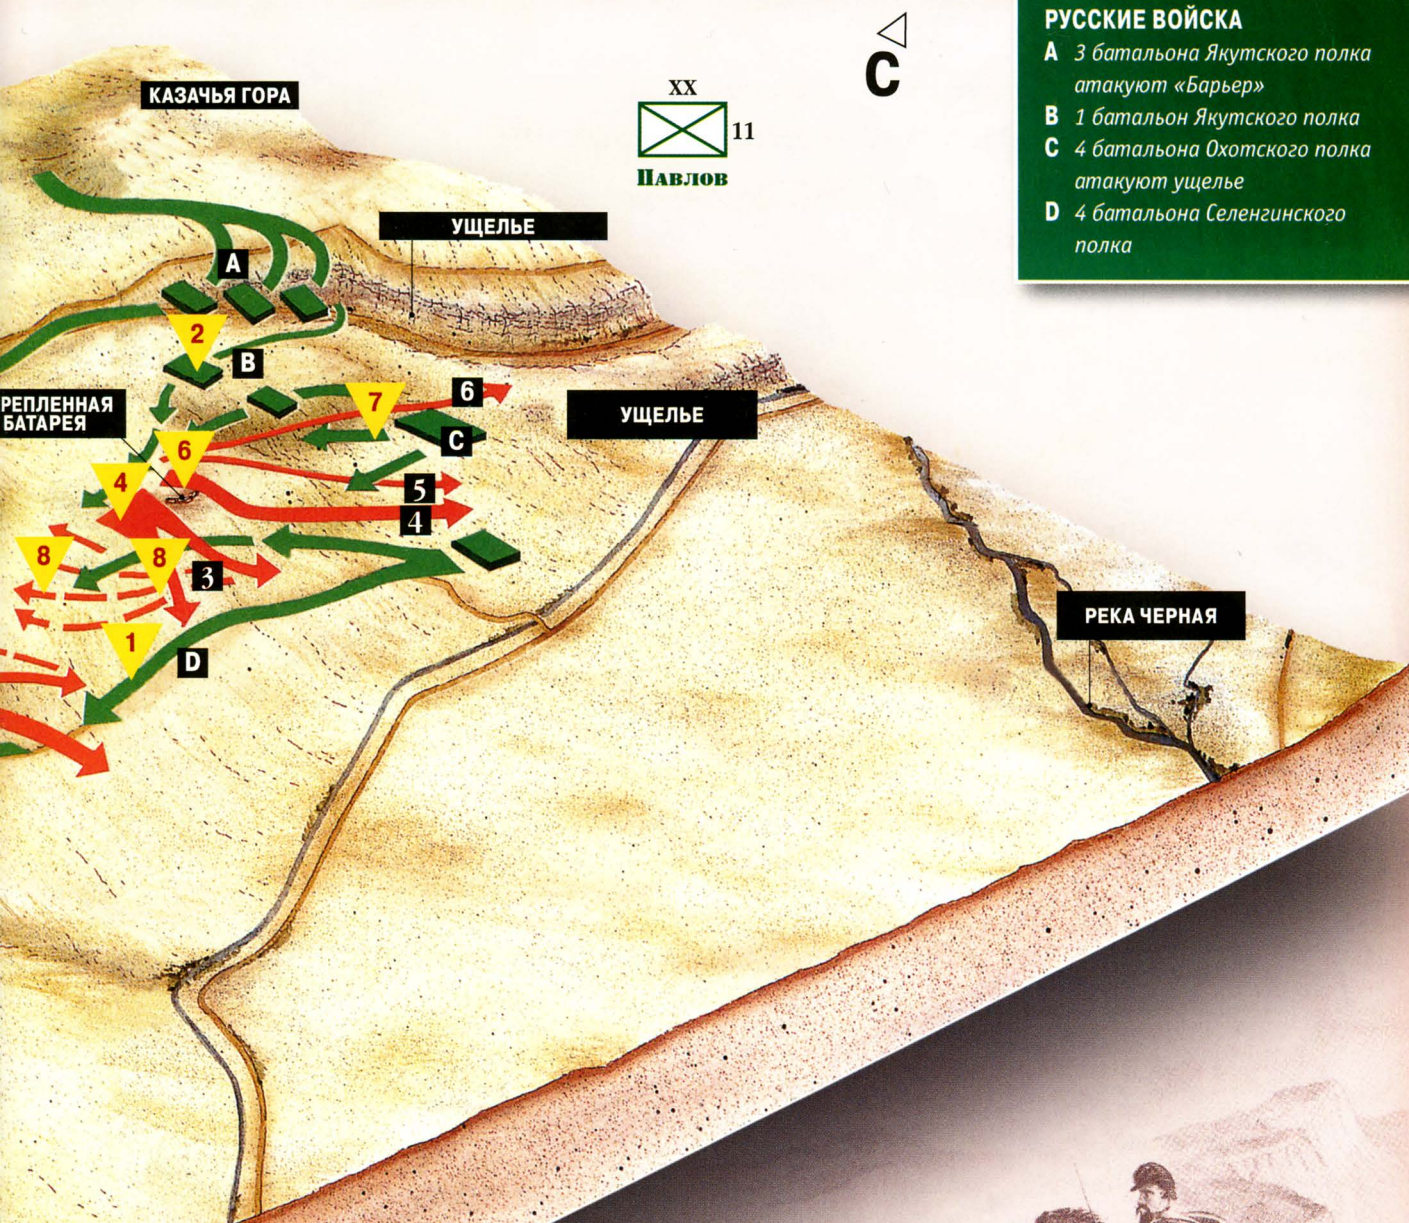 РУССКИЕ ВОЙСКА
A 3 батальона Якутского полка
атакуют «Барьер»
B 1 батальон Якутского полка
C 4 батальона Охотского полка
атакуют ущелье
D 4 батальона Селенгинского
полка
С
XX
11
ПАВЛОВ
КАЗАЧЬЯ ГОРА
УЩЕЛЬЕ
A
2
B
РЕПЛЕННАЯ
БАТАРЕЯ
7
6
УЩЕЛЬЕ
C
6
4
5
4
8
8
3
РЕКА ЧЕРНАЯ
1
D